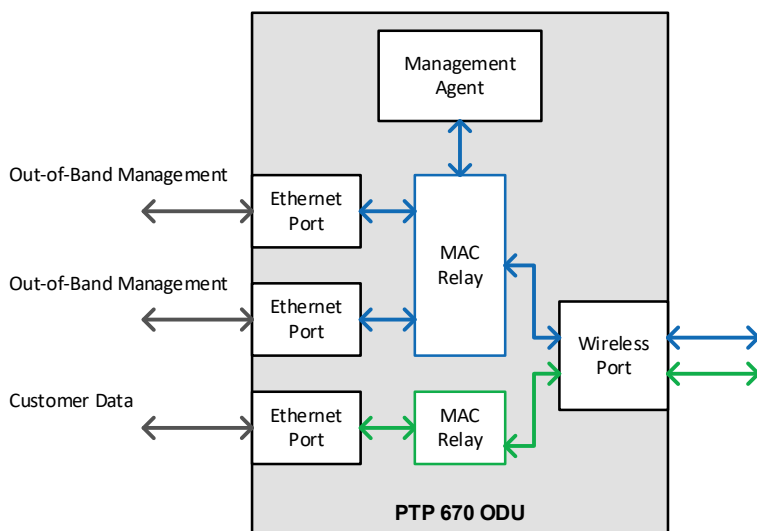 Management
Agent
Out-of-Band Management
Ethernet
Port
MAC
Relay
Out-of-Band Management
Ethernet
Port
Wireless
Port
Customer Data
Ethernet
Port
MAC
Relay
PTP 670 ODU